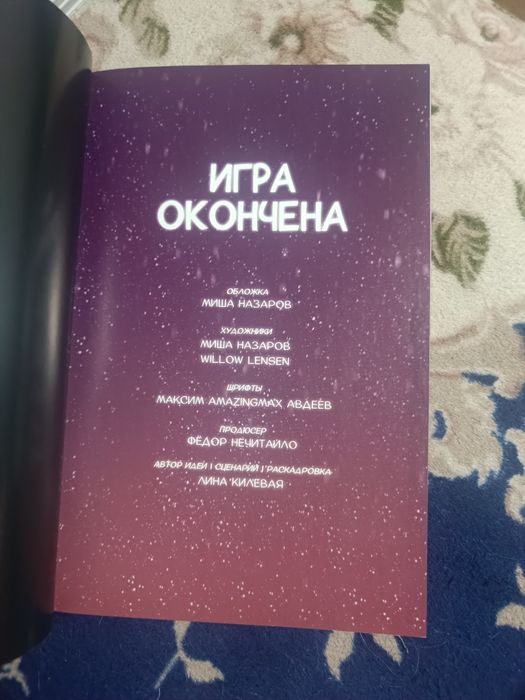 ИГРА
ОКОНЧЕНА
ОБЛОЖКА
МИША НАЗАРОВ
ХУДОЖНИКИ
МИША НАЗАРОВ
WILLOW LENSEN
ШРИФТЫ
МАКСИМ AMAZINGMAX АВДЕЕВ
ПРОДЮСЕР
ФЁДОР НЕЧИТАЙЛО
АВТОР ИДЕИ | СЦЕНАРИЙ | РАСКАДРОВКА
ЛИНА КИЛЕВАЯ